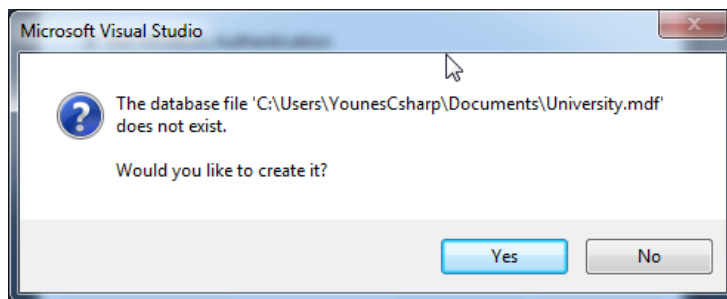 Microsoft Visual Studio
The database file 'C:\Users\YounesCsharp\Documents\University.mdf'
does not exist.
Would you like to create it?
Yes
No